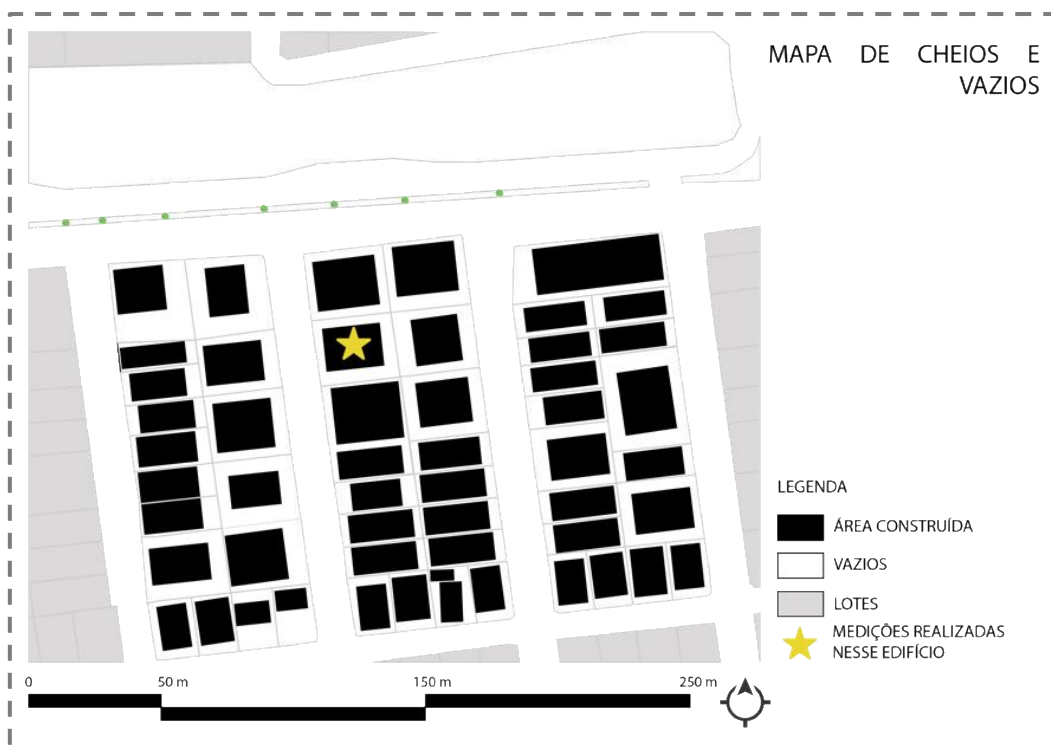 MAPA DE CHEIOS E
VAZIOS
LEGENDA
ÁREA CONSTRUÍDA
VAZIOS
LOTES
MEDIÇÕES REALIZADAS
NESSE EDIFÍCIO
0 50 m 150 m 250 m